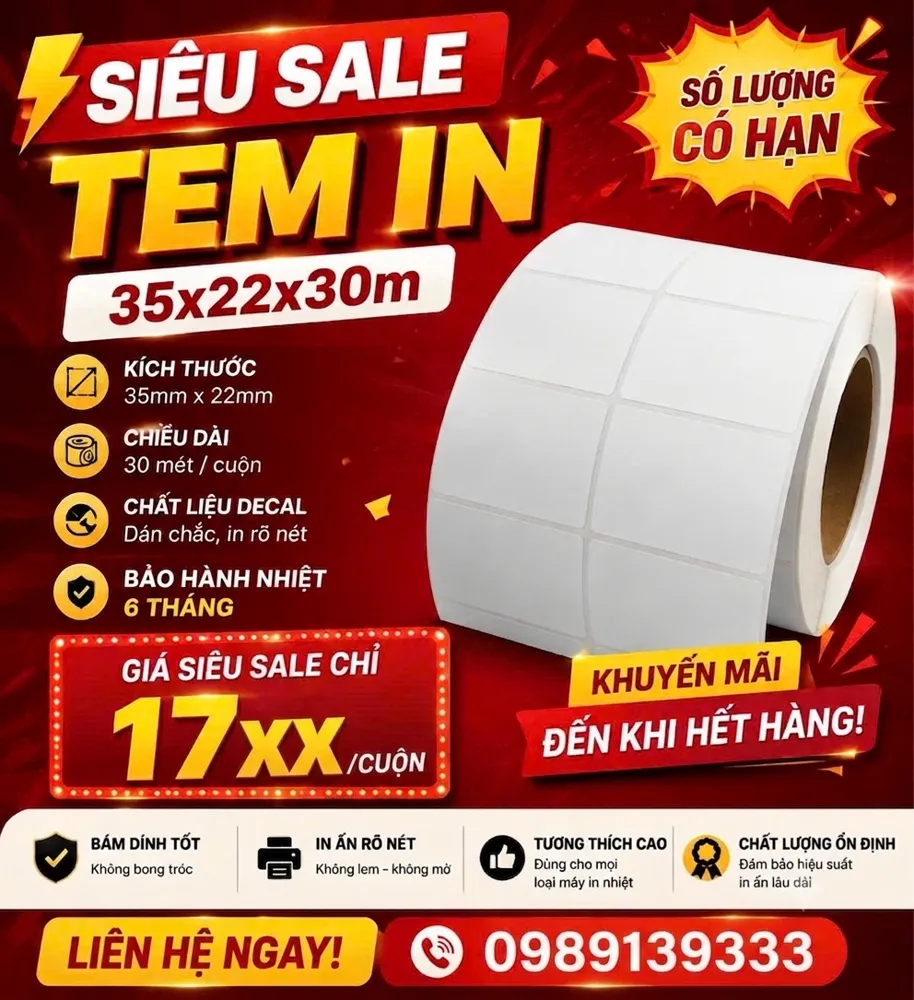 SIÊU SALE
SỐ LƯỢNG
CÓ HẠN
TEM IN
35x22x30m
KÍCH THƯỚC
35mm x 22mm
CHIỀU DÀI
30 mét / cuộn
CHẤT LIỆU DECAL
Dán chắc, in rõ nét
BẢO HÀNH NHIỆT
6 THÁNG
GIÁ SIÊU SALE CHỈ
17xx/CUỘN
KHUYẾN MÃI
ĐẾN KHI HẾT HÀNG!
BÁM DÍNH TỐT
Không bong tróc
IN ẤN RÕ NÉT
Không lem – không mờ
TƯƠNG THÍCH CAO
Dùng cho mọi
loại máy in nhiệt
CHẤT LƯỢNG ỔN ĐỊNH
Đảm bảo hiệu suất
in ấn lâu dài
LIÊN HỆ NGAY!
0989139333